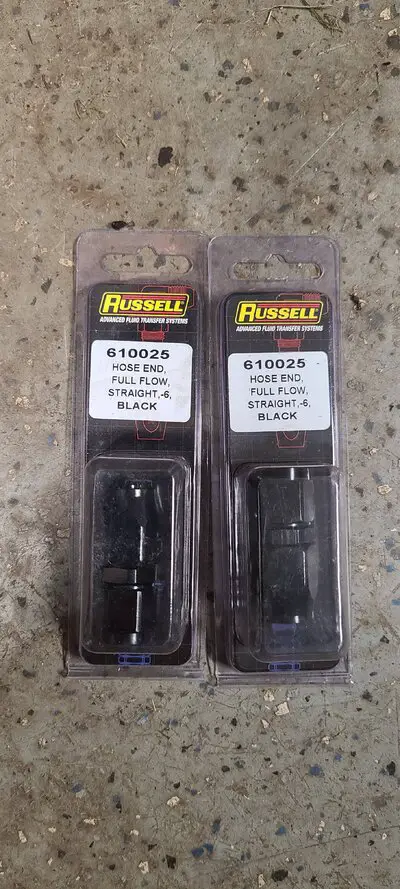 RUSSELL
ADVANCED FLUID TRANSFER SYSTEMS
610025
HOSE END,
FULL FLOW,
STRAIGHT,-6,
BLACK
RUSSELL
ADVANCED FLUID TRANSFER SYSTEMS
610025
HOSE END,
FULL FLOW,
STRAIGHT,-6,
BLACK